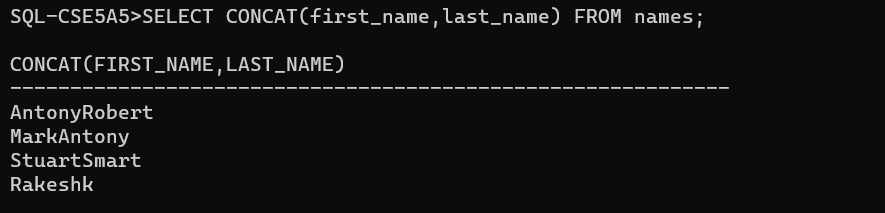 SQL-CSE5A5>SELECT CONCAT(first_name,last_name) FROM names;
CONCAT(FIRST_NAME,LAST_NAME)
------------------------------------------------------------
AntonyRobert
MarkAntony
StuartSmart
Rakeshk